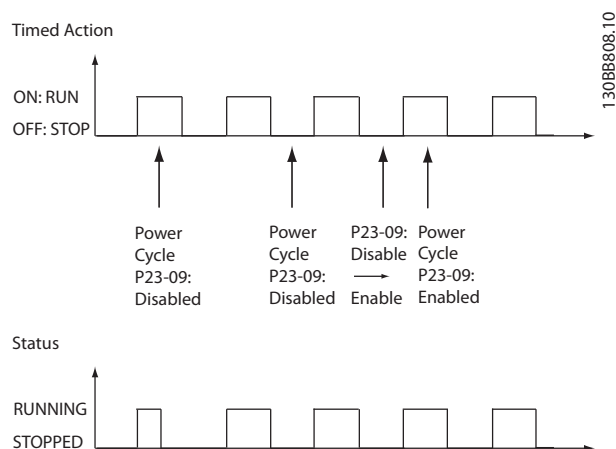 Timed Action
130BB808.10
ON: RUN
OFF: STOP
Power
Cycle
P23-09:
Disabled
Power
Cycle
P23-09:
Disabled
P23-09:
Disable
Enable
Power
Cycle
P23-09:
Enabled
Status
RUNNING
STOPPED